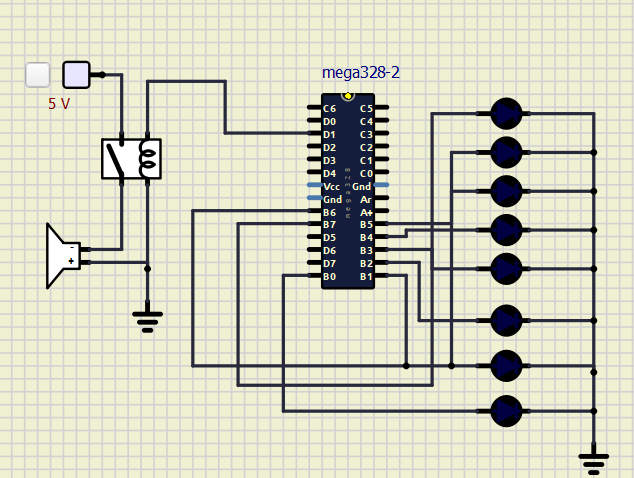 mega328-2
5 V
C6 C5
D0 C4
D1 C3
D2 C2
D3 C1
D4 C0
Vcc Gnd
Gnd Ar
B6 A+
B7 B5
D5 B4
D6 B3
D7 B2
B0 B1
mega328
-
+